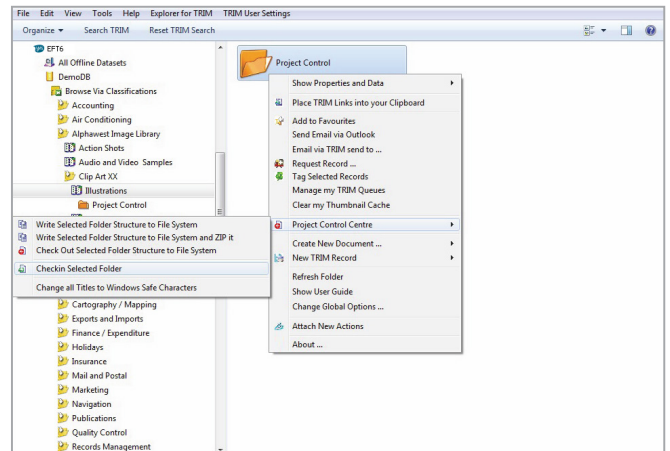 File Edit View Tools Help Explorer for TRIM TRIM User Settings
Organize Search TRIM Reset TRIM Search
EFT6
All Offline Datasets
DemoDB
Browse Via Classifications
Accounting
Air Conditioning
Alphawest Image Library
Action Shots
Audio and Video Samples
Clip Art XX
Illustrations
Project Control
Write Selected Folder Structure to File System
Write Selected Folder Structure to File System and ZIP it
Check Out Selected Folder Structure to File System
Checkin Selected Folder
Change all Titles to Windows Safe Characters
Cartography / Mapping
Exports and Imports
Finance / Expenditure
Holidays
Insurance
Mail and Postal
Marketing
Navigation
Publications
Quality Control
Records Management
Project Control
Show Properties and Data
Place TRIM Links into your Clipboard
Add to Favourites
Send Email via Outlook
Email via TRIM send to ...
Request Record ...
Tag Selected Records
Manage my TRIM Queues
Clear my Thumbnail Cache
Project Control Centre
Create New Document ...
New TRIM Record
Refresh Folder
Show User Guide
Change Global Options ...
Attach New Actions
About ...